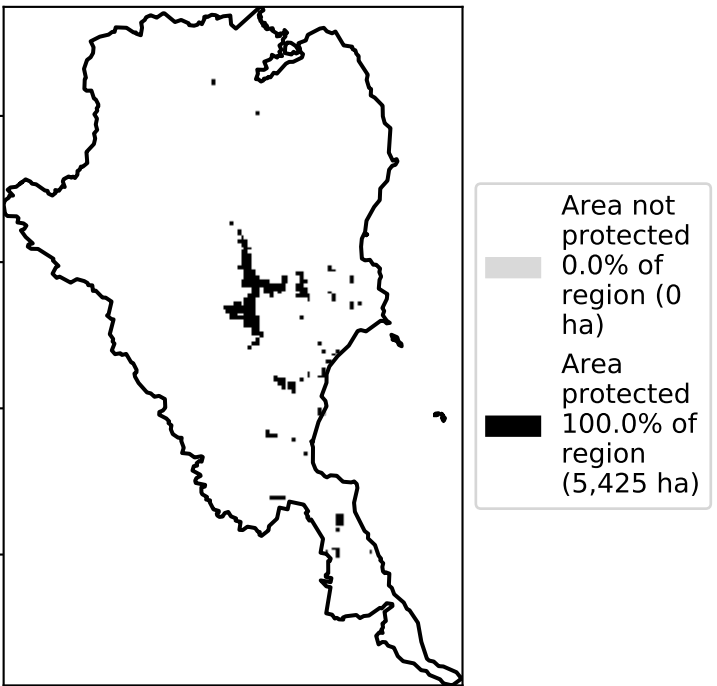 Area not
protected
0.0% of
region (0
ha)
Area
protected
100.0% of
region
(5,425 ha)